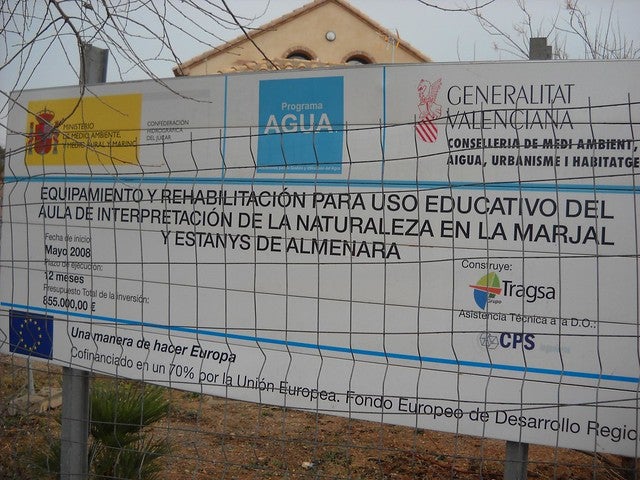 MINISTERIO
DE MEDIO AMBIENTE
Y MEDIO RURAL Y MARINO
CONFEDERACIÓN
HIDROGRÁFICA
DEL JÚCAR
Programa
AGUA
GENERALITAT
VALENCIANA
CONSELLERIA DE MEDI AMBIENT,
AIGUA, URBANISME I HABITATGE
EQUIPAMIENTO Y REHABILITACIÓN PARA USO EDUCATIVO DEL
AULA DE INTERPRETACIÓN DE LA NATURALEZA EN LA MARJAL
Y ESTANYS DE ALMENARA
Fecha de inicio:
Mayo 2008
Plazo de ejecución:
12 meses
Presupuesto Total de la inversión:
855.000,00 €
Construye:
Tragsa
Grupo
Asistencia Técnica a la D.O.:
CPS
Una manera de hacer Europa
Cofinanciado en un 70% por la Unión Europea. Fondo Europeo de Desarrollo Regio